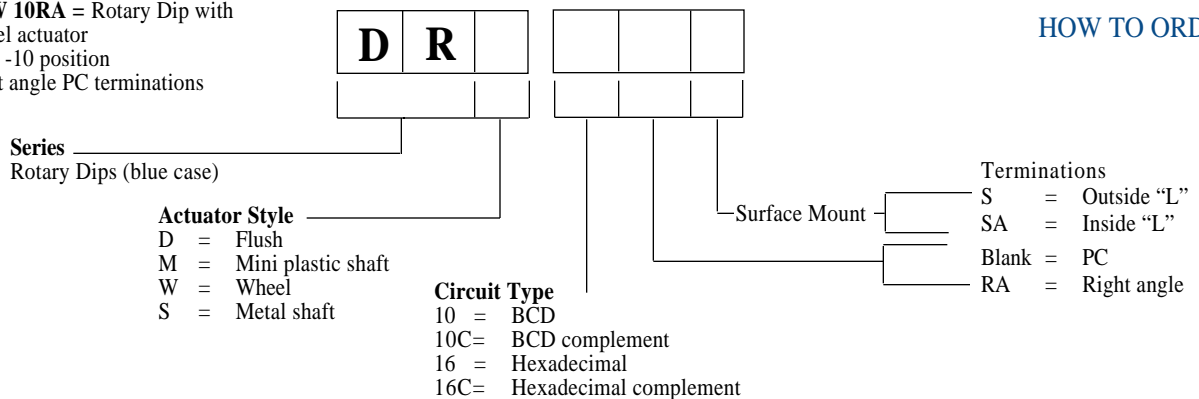 10RA = Rotary Dip with
actuator
-10 position
angle PC terminations
HOW TO
D R
Series
Rotary Dips (blue case)
Actuator Style
D = Flush
M = Mini plastic shaft
W = Wheel
S = Metal shaft
Circuit Type
10 = BCD
10C= BCD complement
16 = Hexadecimal
16C= Hexadecimal complement
Surface Mount
Terminations
S = Outside “L”
SA = Inside “L”
Blank = PC
RA = Right angle